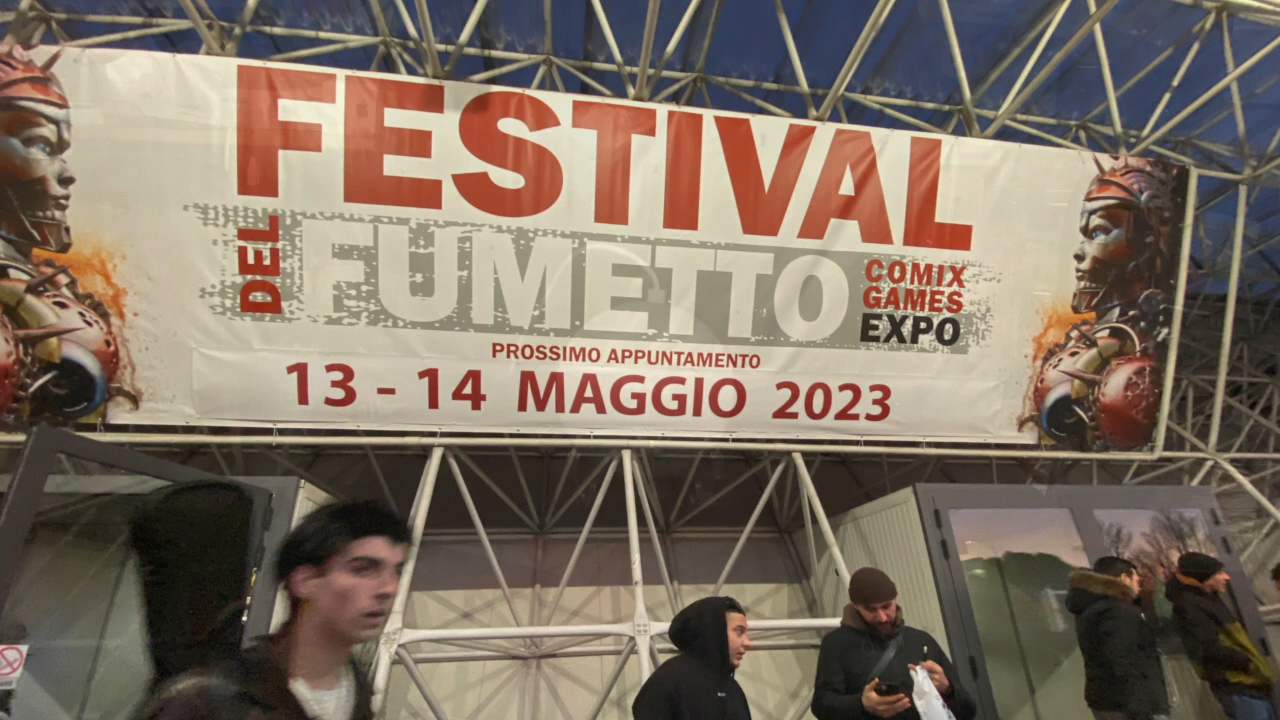 FESTIVAL
DEL
FUMETTO
COMIX
GAMES
EXPO
PROSSIMO APPUNTAMENTO
13 - 14 MAGGIO 2023